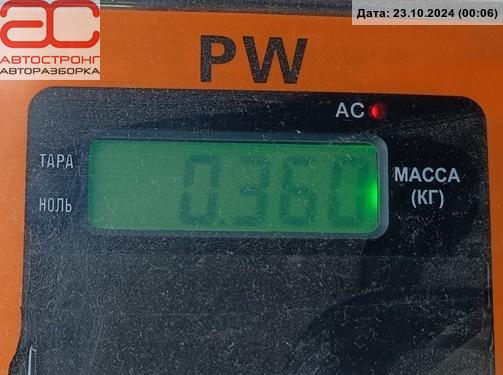 Дата: 23.10.2024 (00:06)
ас
АВТОСТРОНГ
АВТОРАЗБОРКА
PW
AC
ТАРА
НОЛЬ
0.360
МАССА
(КГ)